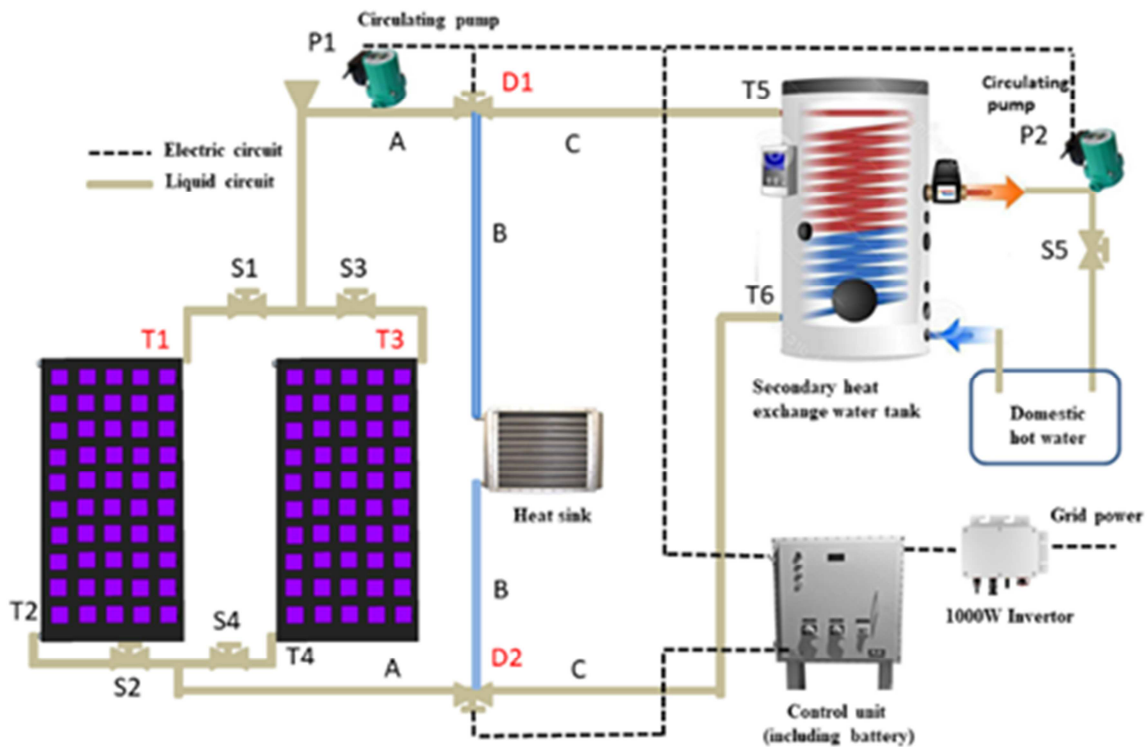 Circulating pump
P1
D1
T5
Circulating
pump
P2
A
C
Electric circuit
Liquid circuit
B
S5
S1
S3
T6
T1
T3
Secondary heat
exchange water tank
Domestic
hot water
Heat sink
Grid power
B
1000W Invertor
T2
S4
T4
S2
A
D2
C
Control unit
(including battery)